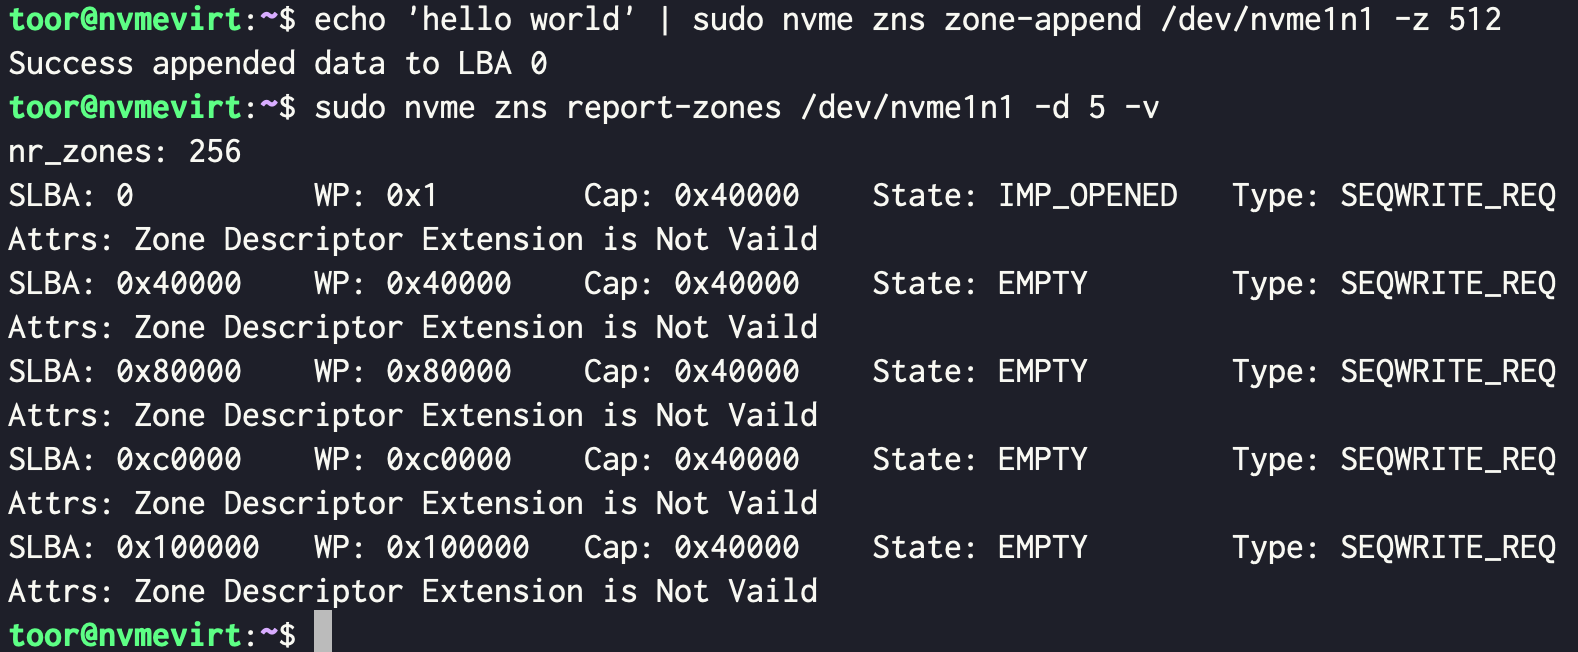 toor@nvmevirt:~$ echo 'hello world' | sudo nvme zns zone-append /dev/nvme1n1 -z 512
Success appended data to LBA 0
toor@nvmevirt:~$ sudo nvme zns report-zones /dev/nvme1n1 -d 5 -v
nr_zones: 256
SLBA: 0          WP: 0x1        Cap: 0x40000    State: IMP_OPENED   Type: SEQWRITE_REQ
Attrs: Zone Descriptor Extension is Not Vaild
SLBA: 0x40000    WP: 0x40000    Cap: 0x40000    State: EMPTY        Type: SEQWRITE_REQ
Attrs: Zone Descriptor Extension is Not Vaild
SLBA: 0x80000    WP: 0x80000    Cap: 0x40000    State: EMPTY        Type: SEQWRITE_REQ
Attrs: Zone Descriptor Extension is Not Vaild
SLBA: 0xc0000    WP: 0xc0000    Cap: 0x40000    State: EMPTY        Type: SEQWRITE_REQ
Attrs: Zone Descriptor Extension is Not Vaild
SLBA: 0x100000   WP: 0x100000   Cap: 0x40000    State: EMPTY        Type: SEQWRITE_REQ
Attrs: Zone Descriptor Extension is Not Vaild
toor@nvmevirt:~$